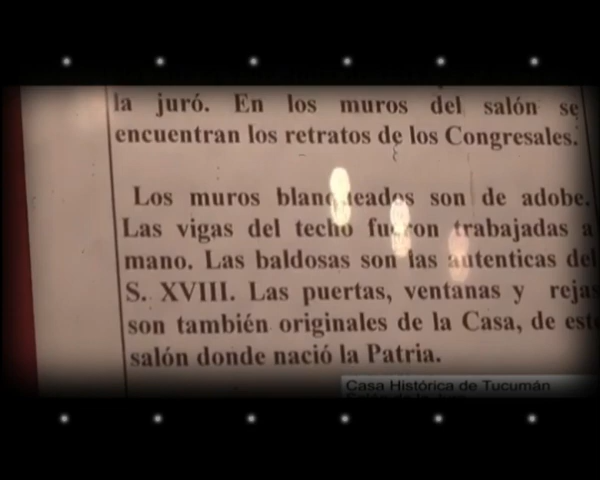 la juró. En los muros del salón se
encuentran los retratos de los Congresales.
Los muros blanqueados son de adobe.
Las vigas del techo fueron trabajadas a
mano. Las baldosas son las autenticas del
S. XVIII. Las puertas, ventanas y rejas
son también originales de la Casa, de este
salón donde nació la Patria.
Casa Histórica de Tucumán